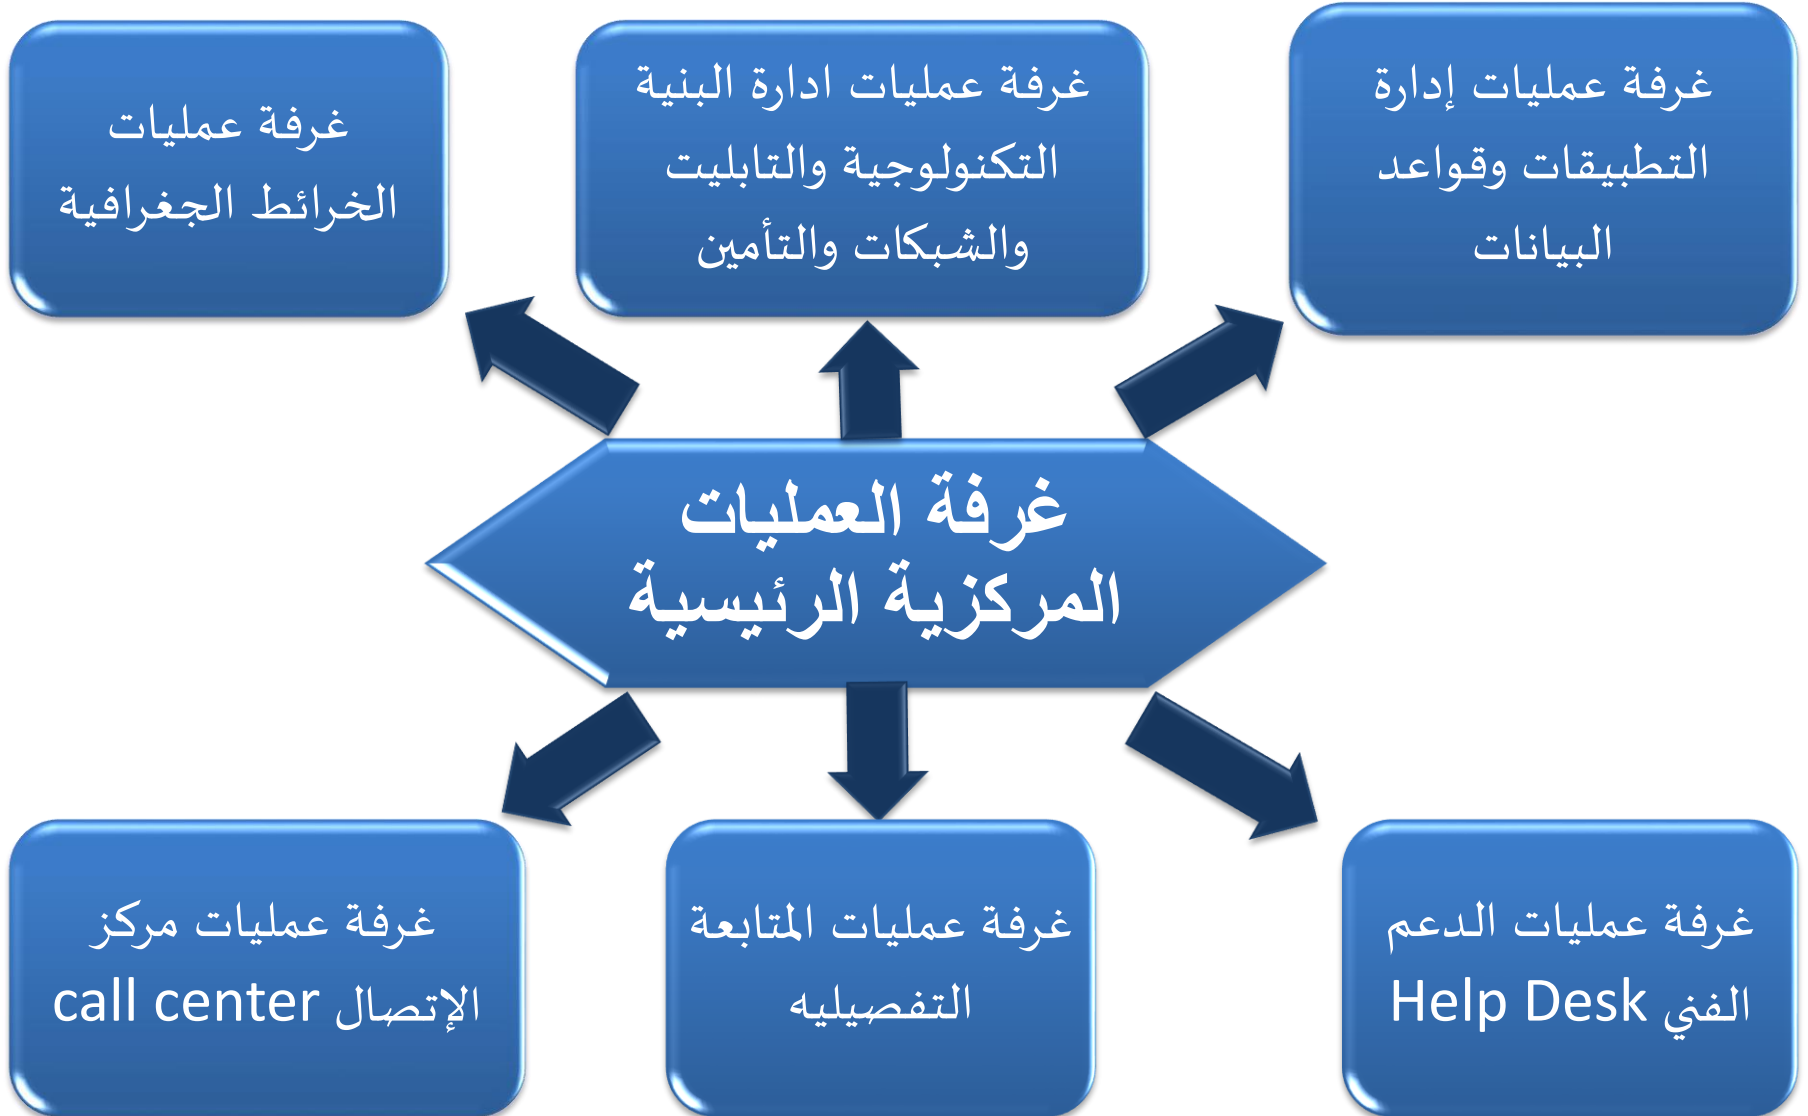 غرفة عمليات إدارة
التطبيقات وقواعد
البيانات
غرفة عمليات ادارة البنية
التكنولوجية والتابليت
والشبكات والتأمين
غرفة عمليات
الخرائط الجغرافية
غرفة العمليات
المركزية الرئيسية
غرفة عمليات الدعم
الفني Help Desk
غرفة عمليات المتابعة
التفصيليه
غرفة عمليات مركز
الإتصال call center